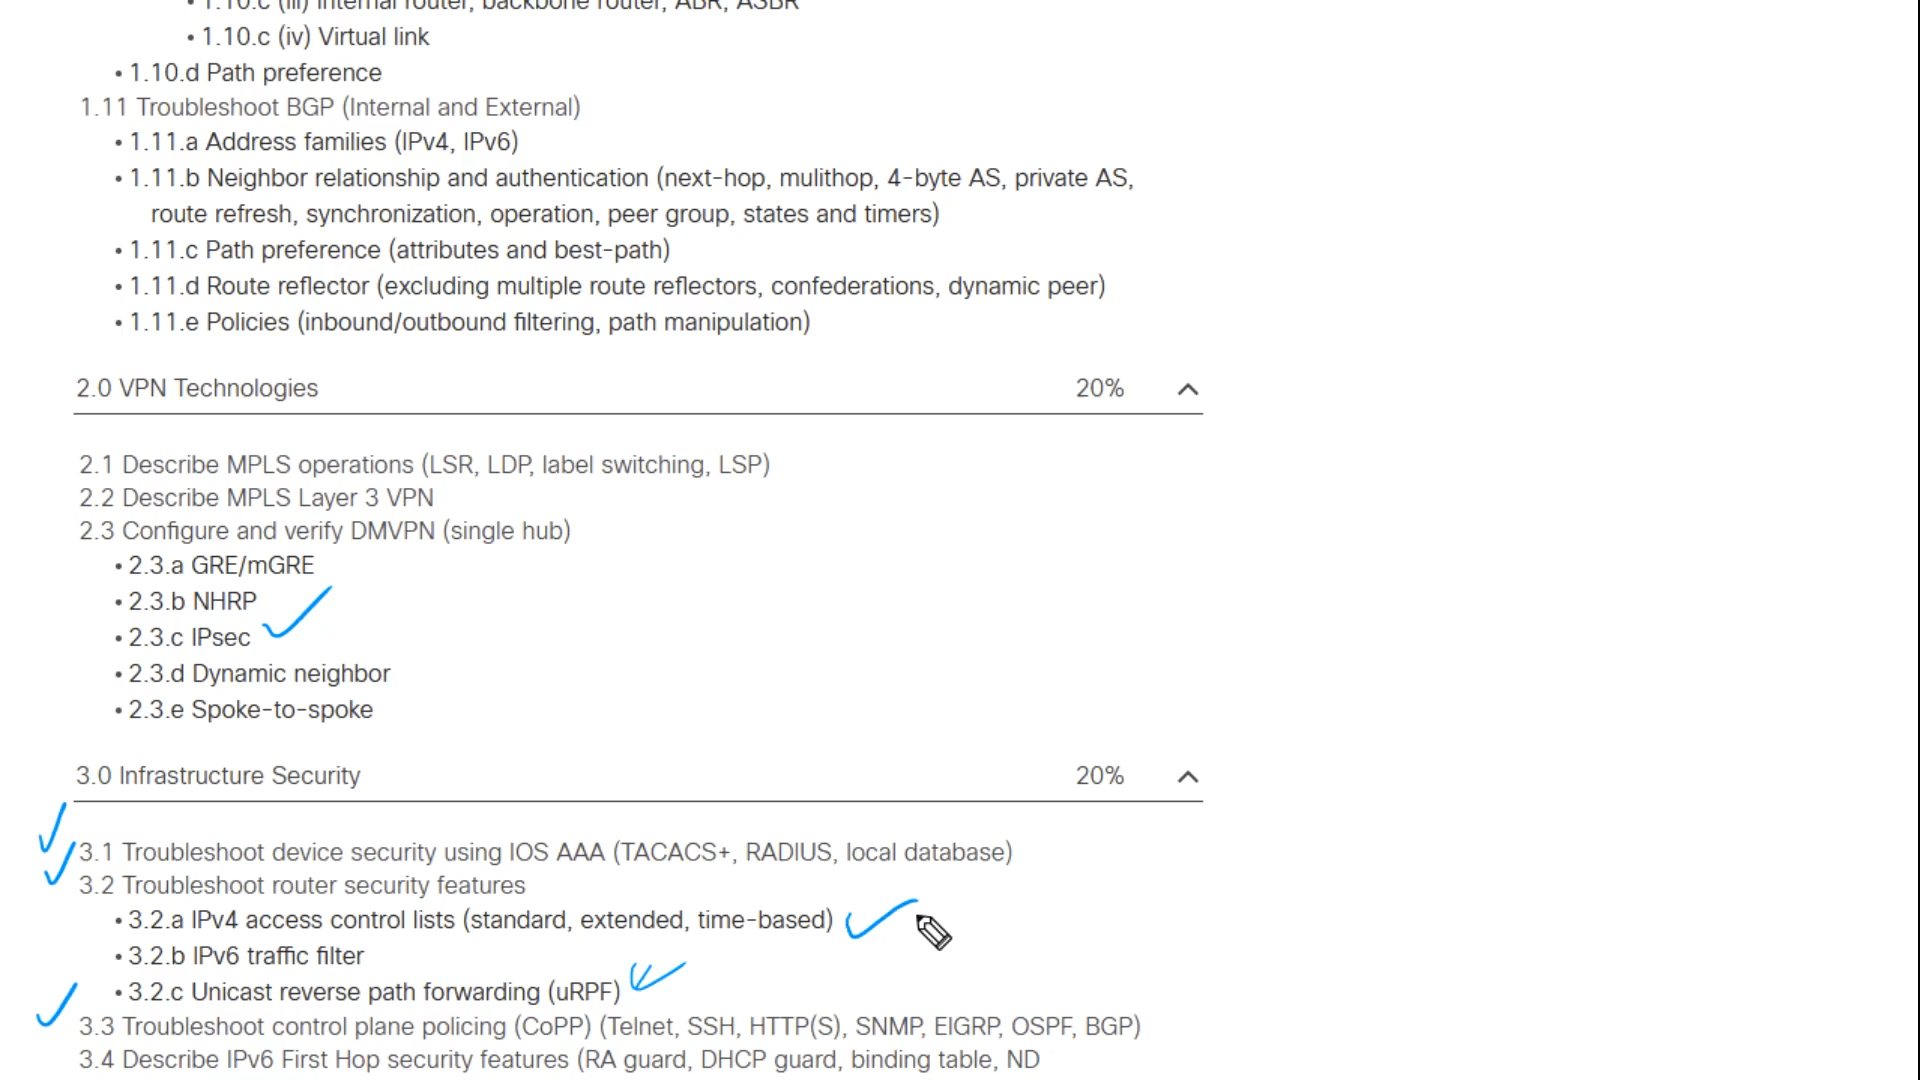 • 1.10.c (iii) Internal router, backbone router, ABR, ASBR
• 1.10.c (iv) Virtual link
• 1.10.d Path preference
1.11 Troubleshoot BGP (Internal and External)
• 1.11.a Address families (IPv4, IPv6)
• 1.11.b Neighbor relationship and authentication (next-hop, mulithop, 4-byte AS, private AS,
route refresh, synchronization, operation, peer group, states and timers)
• 1.11.c Path preference (attributes and best-path)
• 1.11.d Route reflector (excluding multiple route reflectors, confederations, dynamic peer)
• 1.11.e Policies (inbound/outbound filtering, path manipulation)
2.0 VPN Technologies 20%
2.1 Describe MPLS operations (LSR, LDP, label switching, LSP)
2.2 Describe MPLS Layer 3 VPN
2.3 Configure and verify DMVPN (single hub)
• 2.3.a GRE/mGRE
• 2.3.b NHRP
• 2.3.c IPsec
• 2.3.d Dynamic neighbor
• 2.3.e Spoke-to-spoke
3.0 Infrastructure Security 20%
3.1 Troubleshoot device security using IOS AAA (TACACS+, RADIUS, local database)
3.2 Troubleshoot router security features
• 3.2.a IPv4 access control lists (standard, extended, time-based)
• 3.2.b IPv6 traffic filter
• 3.2.c Unicast reverse path forwarding (uRPF)
3.3 Troubleshoot control plane policing (CoPP) (Telnet, SSH, HTTP(S), SNMP, EIGRP, OSPF, BGP)
3.4 Describe IPv6 First Hop security features (RA guard, DHCP guard, binding table, ND